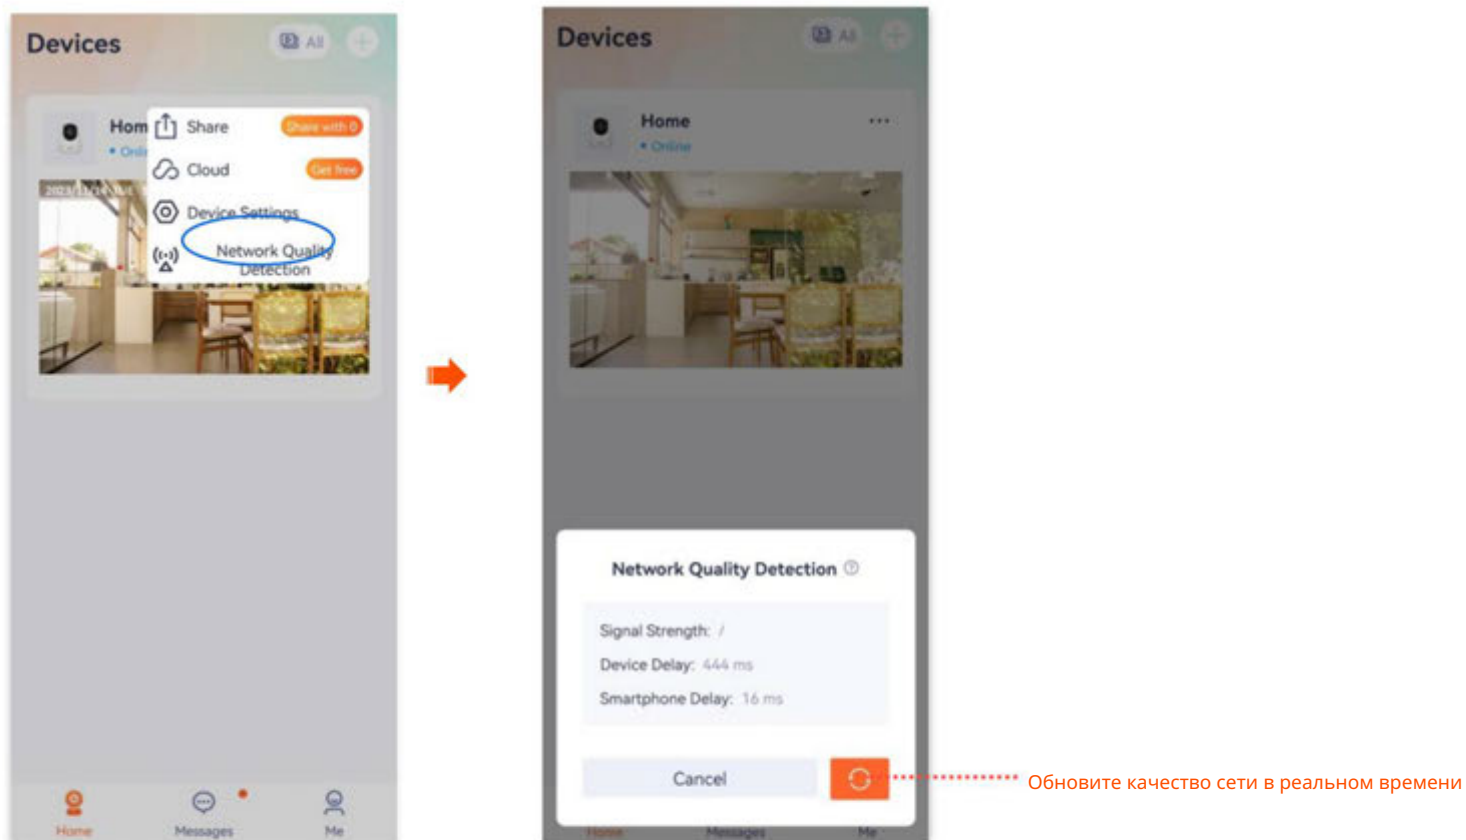 Devices
All
Hom
Onli
Share
Share with 0
Cloud
Get free
Device Settings
Network Quality
Detection
Home
Messages
Me
Devices
All
Home
Online
Network Quality Detection
Signal Strength: /
Device Delay: 444 ms
Smartphone Delay: 16 ms
Cancel
Обновите качество сети в реальном времени
Home
Messages
Me